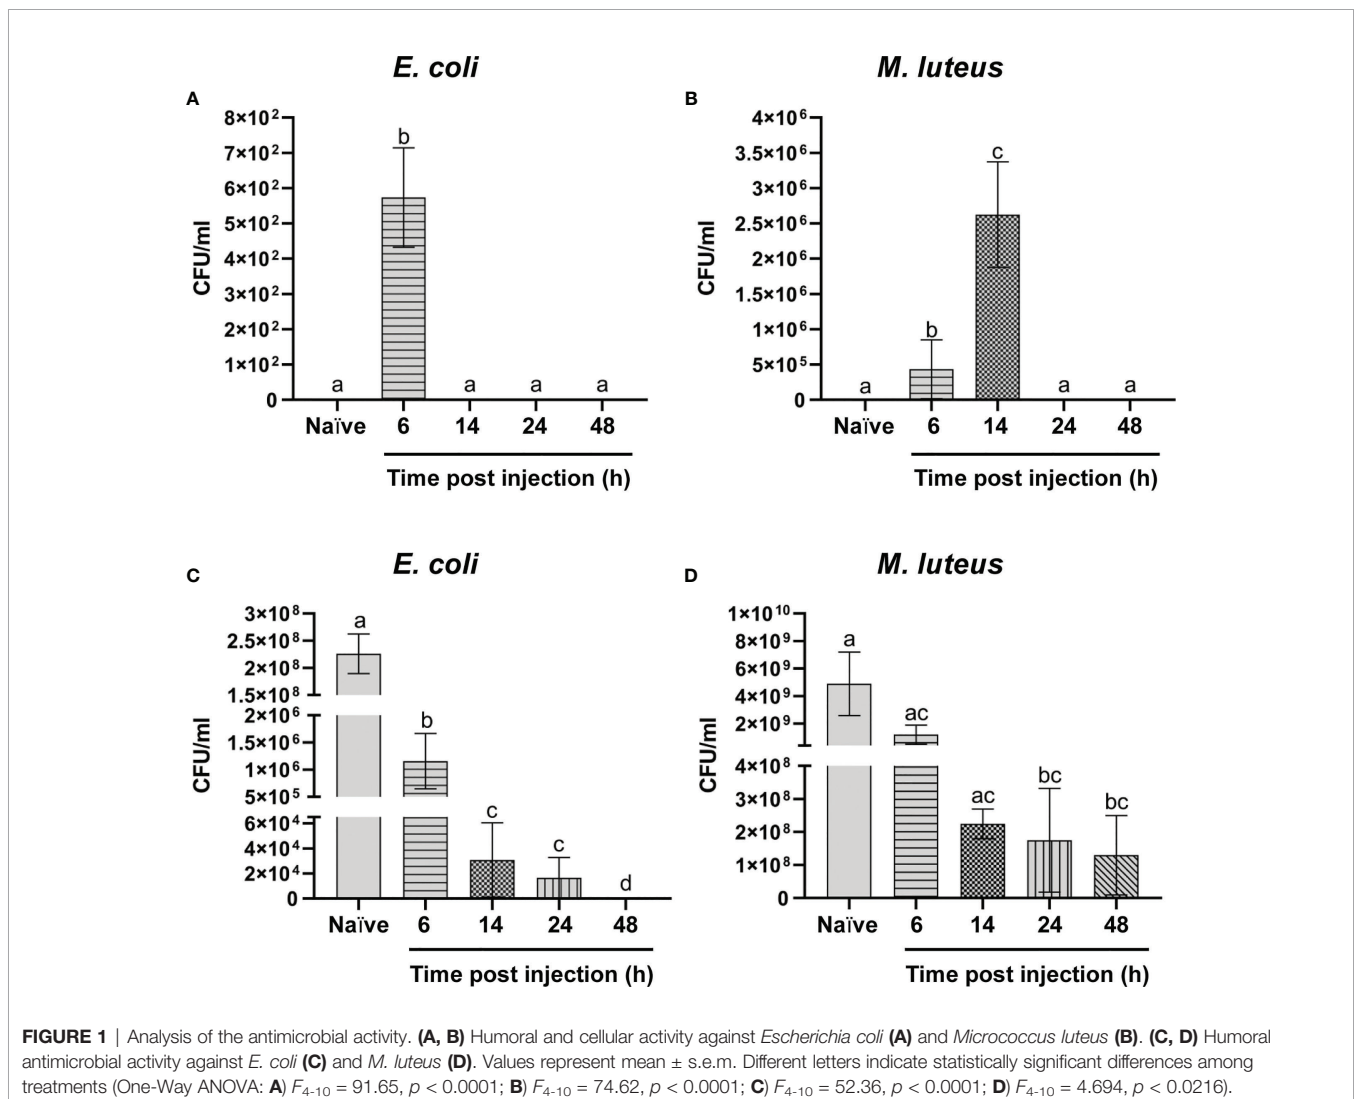 E. coli
A
8×10²
7×10²
6×10²
5×10²
4×10²
3×10²
2×10²
1×10²
0
CFU/ml
a
b
a
a
a
Naïve 6 14 24 48
Time post injection (h)
M. luteus
B
4×10⁶
3.5×10⁶
3×10⁶
2.5×10⁶
2×10⁶
1.5×10⁶
1×10⁶
5×10⁵
0
CFU/ml
a
b
c
a
a
Naïve 6 14 24 48
Time post injection (h)
E. coli
C
3×10⁸
2.5×10⁸
2×10⁸
1.5×10⁸
2×10⁶
1.5×10⁶
1×10⁶
5×10⁵
6×10⁴
4×10⁴
2×10⁴
0
CFU/ml
a
b
c
c
d
Naïve 6 14 24 48
Time post injection (h)
M. luteus
D
1×10¹⁰
8×10⁹
6×10⁹
4×10⁹
2×10⁹
4×10⁸
3×10⁸
2×10⁸
1×10⁸
0
CFU/ml
a
ac
ac
bc
bc
Naïve 6 14 24 48
Time post injection (h)
FIGURE 1 | Analysis of the antimicrobial activity. (A, B) Humoral and cellular activity against Escherichia coli (A) and Micrococcus luteus (B). (C, D) Humoral
antimicrobial activity against E. coli (C) and M. luteus (D). Values represent mean ± s.e.m. Different letters indicate statistically significant differences among
treatments (One-Way ANOVA: A) F₄₋₁₀ = 91.65, p < 0.0001; B) F₄₋₁₀ = 74.62, p < 0.0001; C) F₄₋₁₀ = 52.36, p < 0.0001; D) F₄₋₁₀ = 4.694, p < 0.0216).